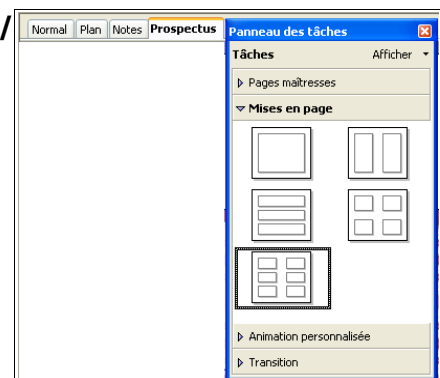 /
Normal Plan Notes Prospectus
Panneau des tâches
Tâches Afficher
Pages maîtresses
Mises en page
Animation personnalisée
Transition